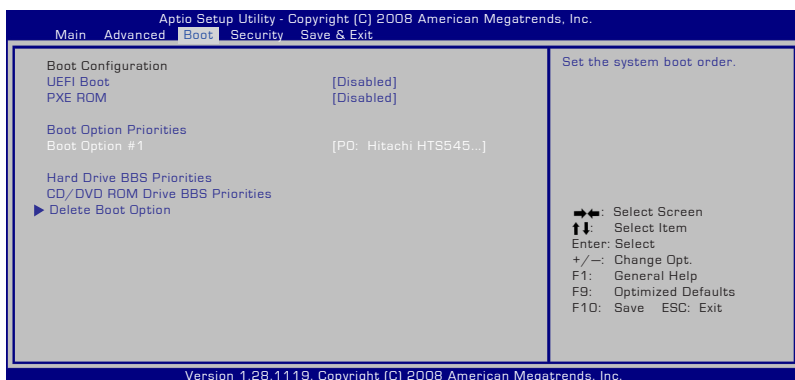 Aptio Setup Utility - Copyright (C) 2008 American Megatrends, Inc.
Main Advanced Boot Security Save & Exit
Boot Configuration
UEFI Boot [Disabled]
PXE ROM [Disabled]
Boot Option Priorities
Boot Option #1 [P0: Hitachi HTS545...]
Hard Drive BBS Priorities
CD/DVD ROM Drive BBS Priorities
Delete Boot Option
Set the system boot order.
: Select Screen
: Select Item
Enter: Select
+/—: Change Opt.
F1: General Help
F9: Optimized Defaults
F10: Save ESC: Exit
Version 1.28.1119. Copyright (C) 2008 American Megatrends, Inc.